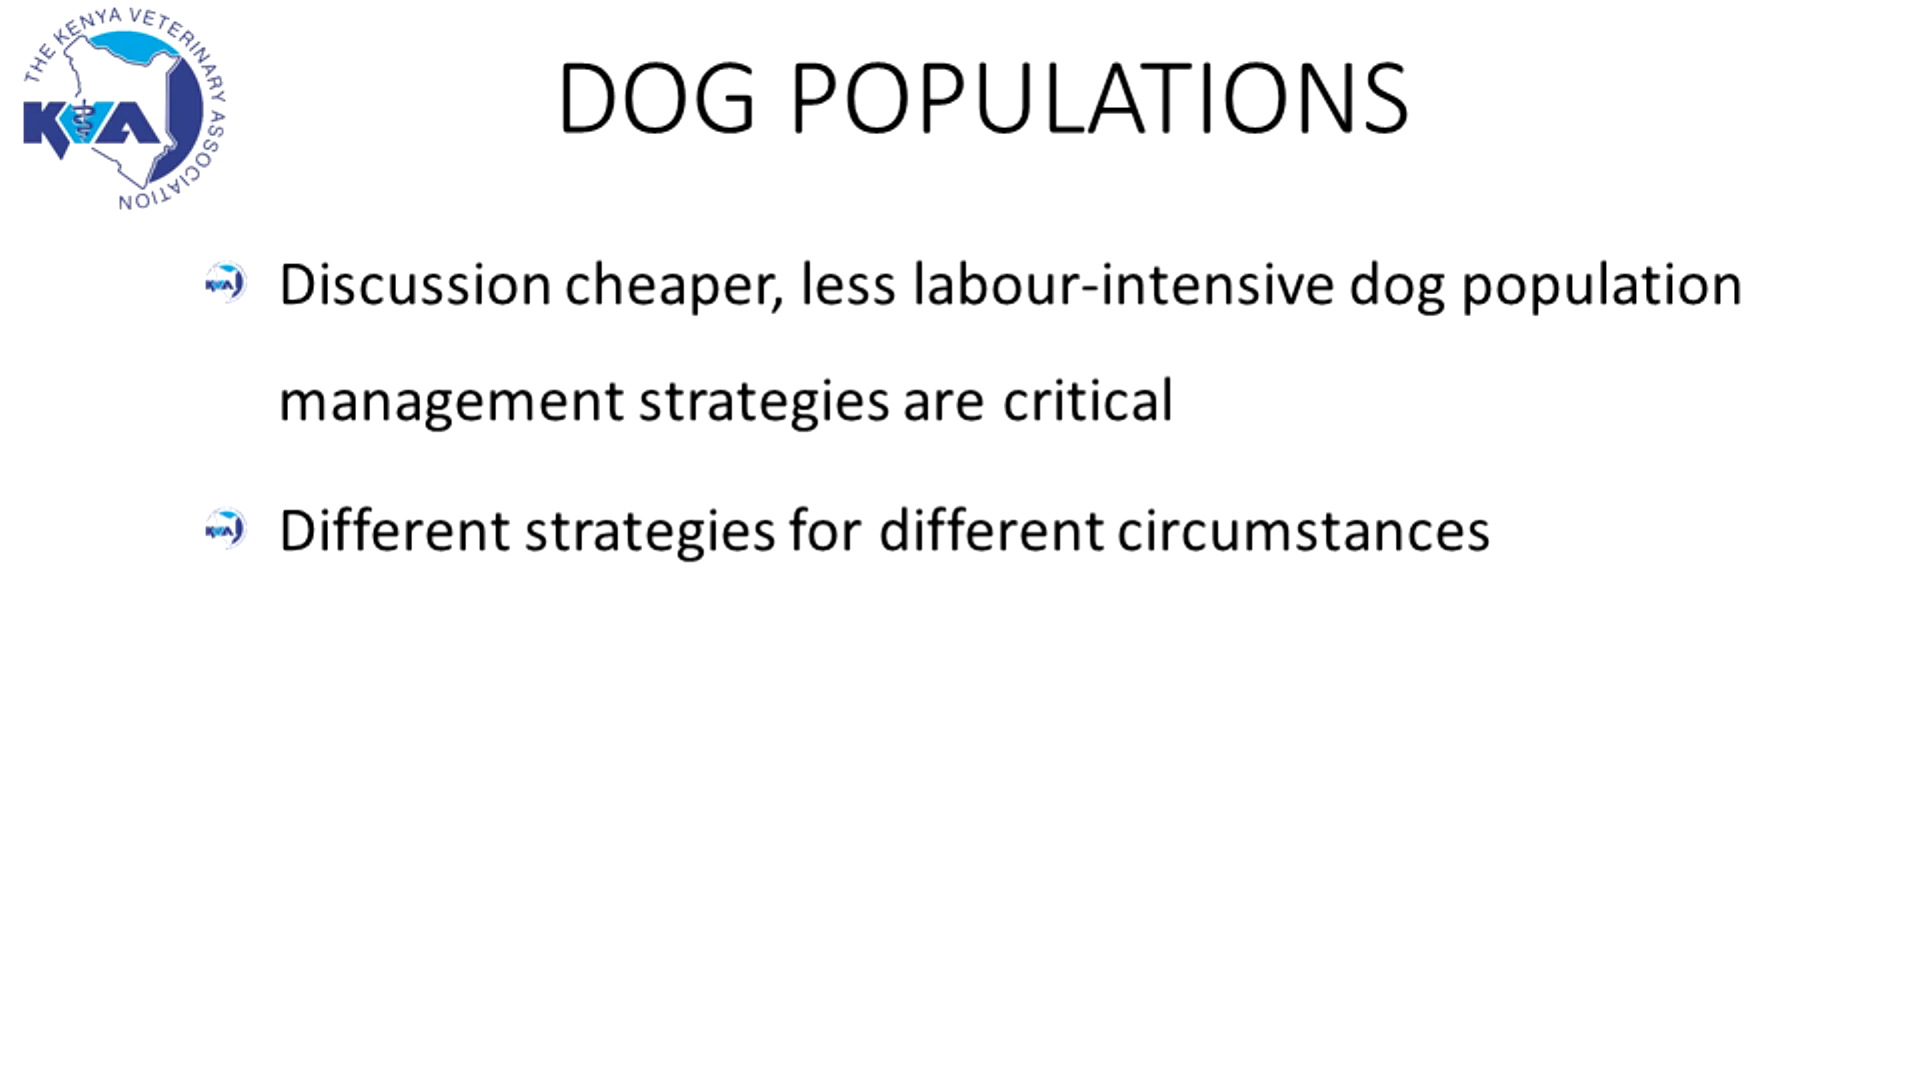 THE KENYA VETERINARY ASSOCIATION
KVA
DOG POPULATIONS
Discussion cheaper, less labour-intensive dog population
management strategies are critical
Different strategies for different circumstances